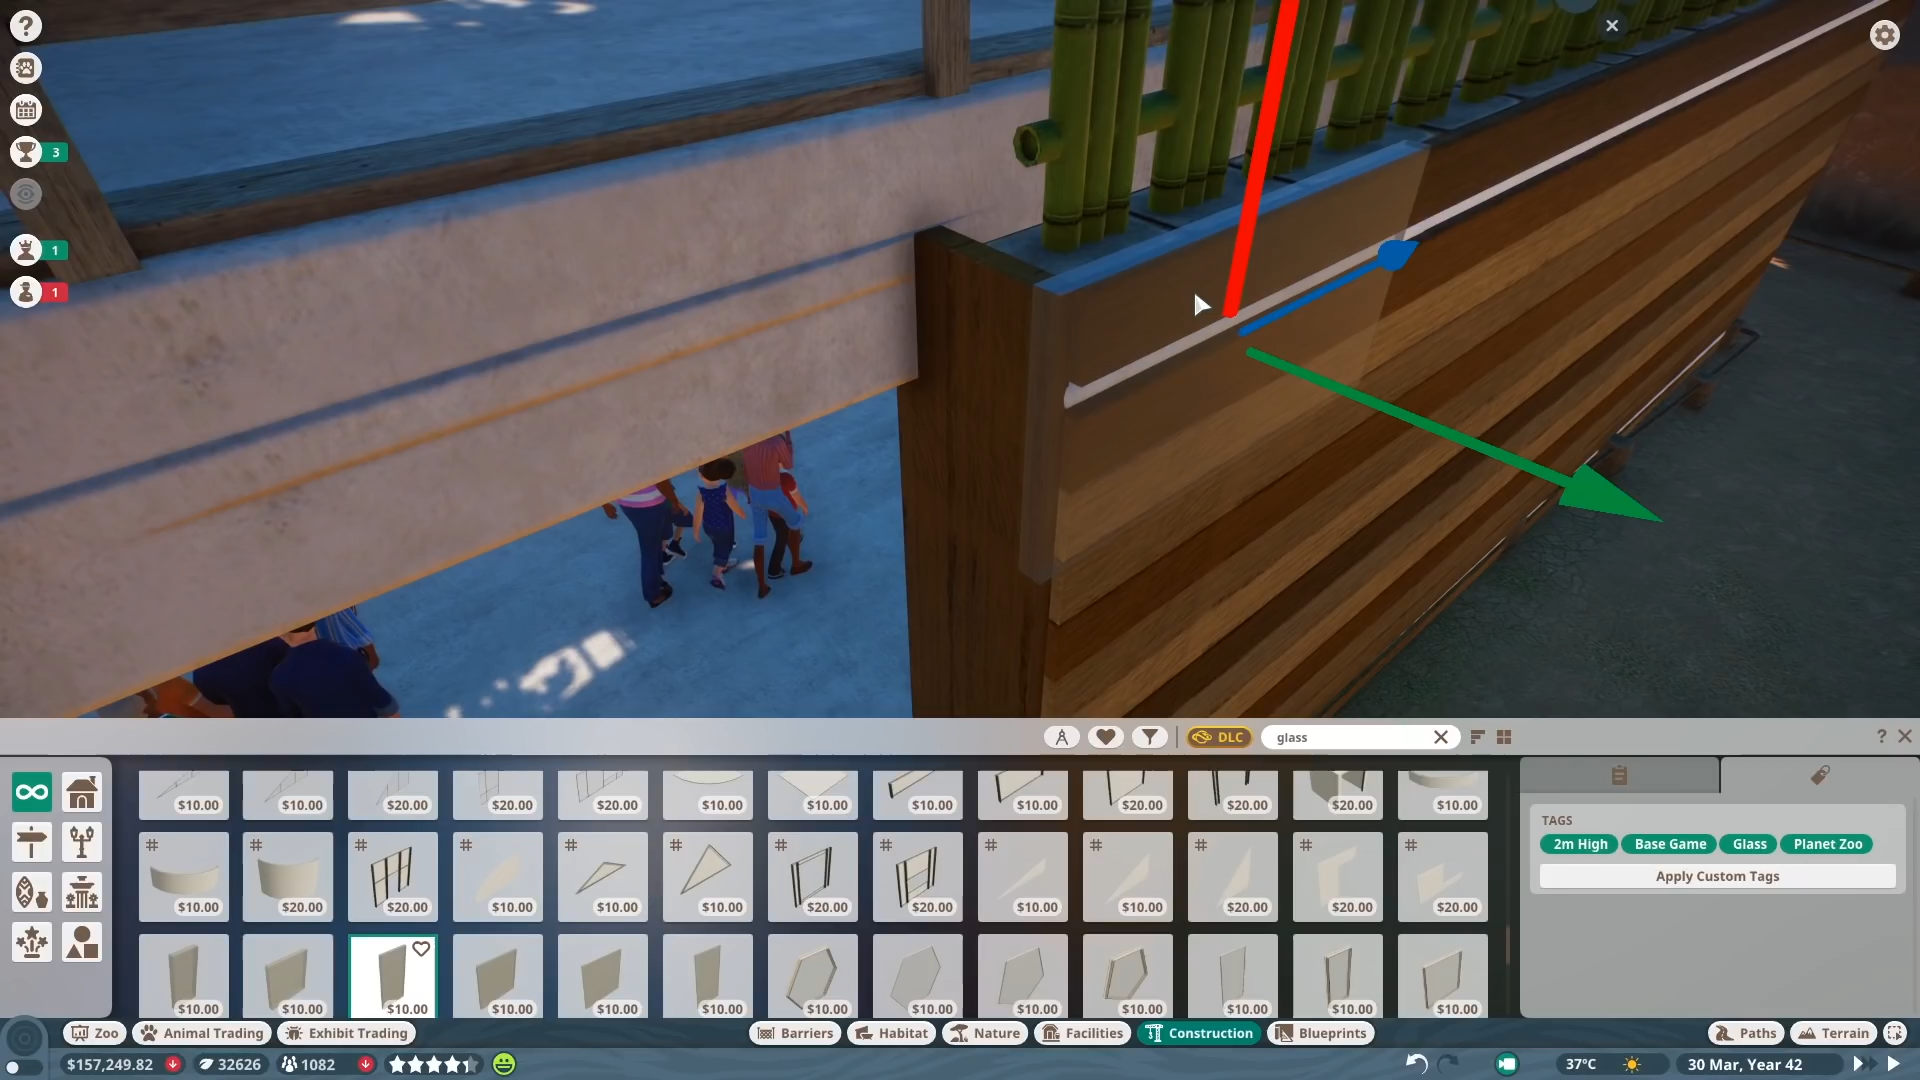 ?
3
1
1
DLC
glass
?
$10.00 $10.00 $20.00 $20.00 $20.00 $10.00 $10.00 $10.00 $10.00 $20.00 $20.00 $20.00 $10.00
$10.00 $20.00 $20.00 $10.00 $10.00 $10.00 $20.00 $20.00 $10.00 $10.00 $20.00 $20.00 $20.00
$10.00 $10.00 $10.00 $10.00 $10.00 $10.00 $10.00 $10.00 $10.00 $10.00 $10.00 $10.00 $10.00
TAGS
2m High Base Game Glass Planet Zoo
Apply Custom Tags
Zoo Animal Trading Exhibit Trading Barriers Habitat Nature Facilities Construction Blueprints Paths Terrain
$157,249.82 32626 1082 37°C 30 Mar, Year 42